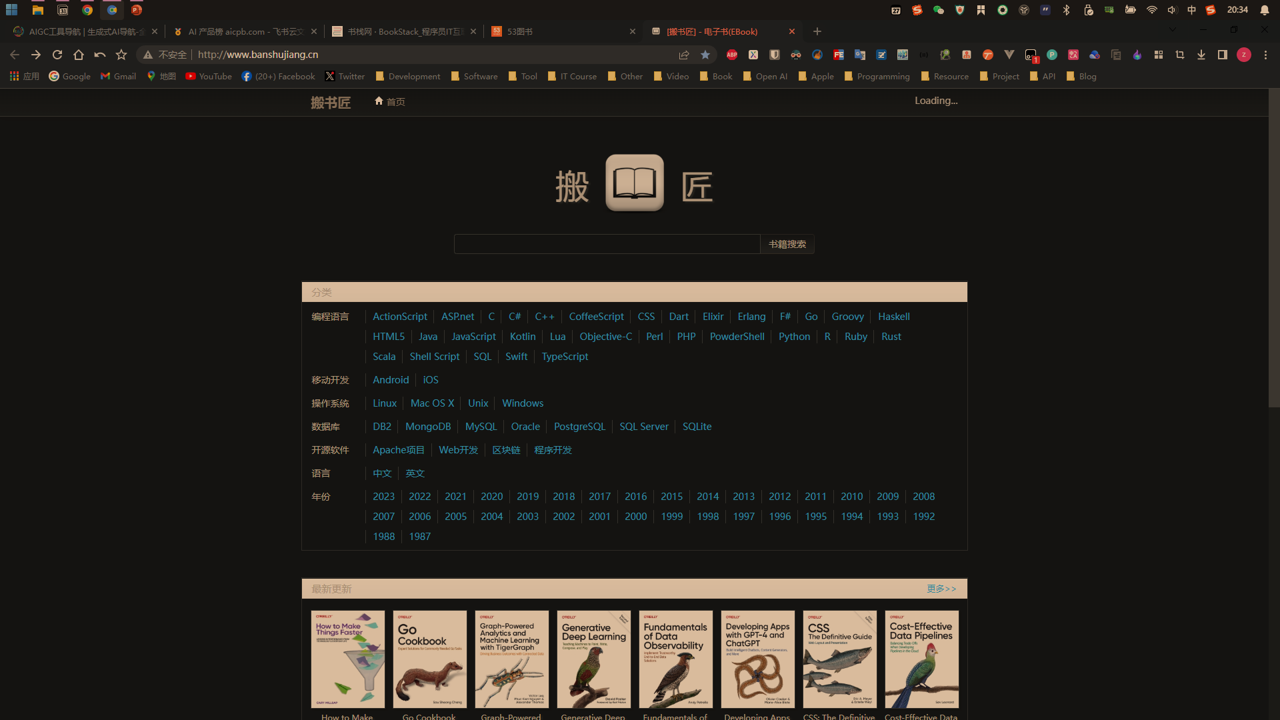 20:34
中
AIGC工具导航 | 生成式AI导航-
AI 产品榜 aicpb.com - 飞书云文
书栈网 · BookStack_程序员IT互
53图书
[搬书匠] - 电子书(EBook)
不安全 http://www.banshujiang.cn
应用 Google Gmail 地图 YouTube (20+) Facebook Twitter Development Software Tool IT Course Other Video Book Open AI Apple Programming Resource Project API Blog
搬书匠 首页 Loading...
搬 匠
书籍搜索
分类
编程语言 ActionScript ASP.net C C# C++ CoffeeScript CSS Dart Elixir Erlang F# Go Groovy Haskell
HTML5 Java JavaScript Kotlin Lua Objective-C Perl PHP PowderShell Python R Ruby Rust
Scala Shell Script SQL Swift TypeScript
移动开发 Android iOS
操作系统 Linux Mac OS X Unix Windows
数据库 DB2 MongoDB MySQL Oracle PostgreSQL SQL Server SQLite
开源软件 Apache项目 Web开发 区块链 程序开发
语言 中文 英文
年份 2023 2022 2021 2020 2019 2018 2017 2016 2015 2014 2013 2012 2011 2010 2009 2008
2007 2006 2005 2004 2003 2002 2001 2000 1999 1998 1997 1996 1995 1994 1993 1992
1988 1987
最新更新 更多>>
How to Make
Things Faster
Go
Cookbook
Graph-Powered
Analytics and
Machine Learning
with TigerGraph
Generative
Deep Learning
Fundamentals
of Data
Observability
Developing Apps
with GPT-4 and
ChatGPT
CSS
The Definitive Guide
Cost-Effective
Data Pipelines
How to Make Go Cookbook Graph-Powered Generative Deep Fundamentals of Developing Apps CSS: The Definitive Cost-Effective Data